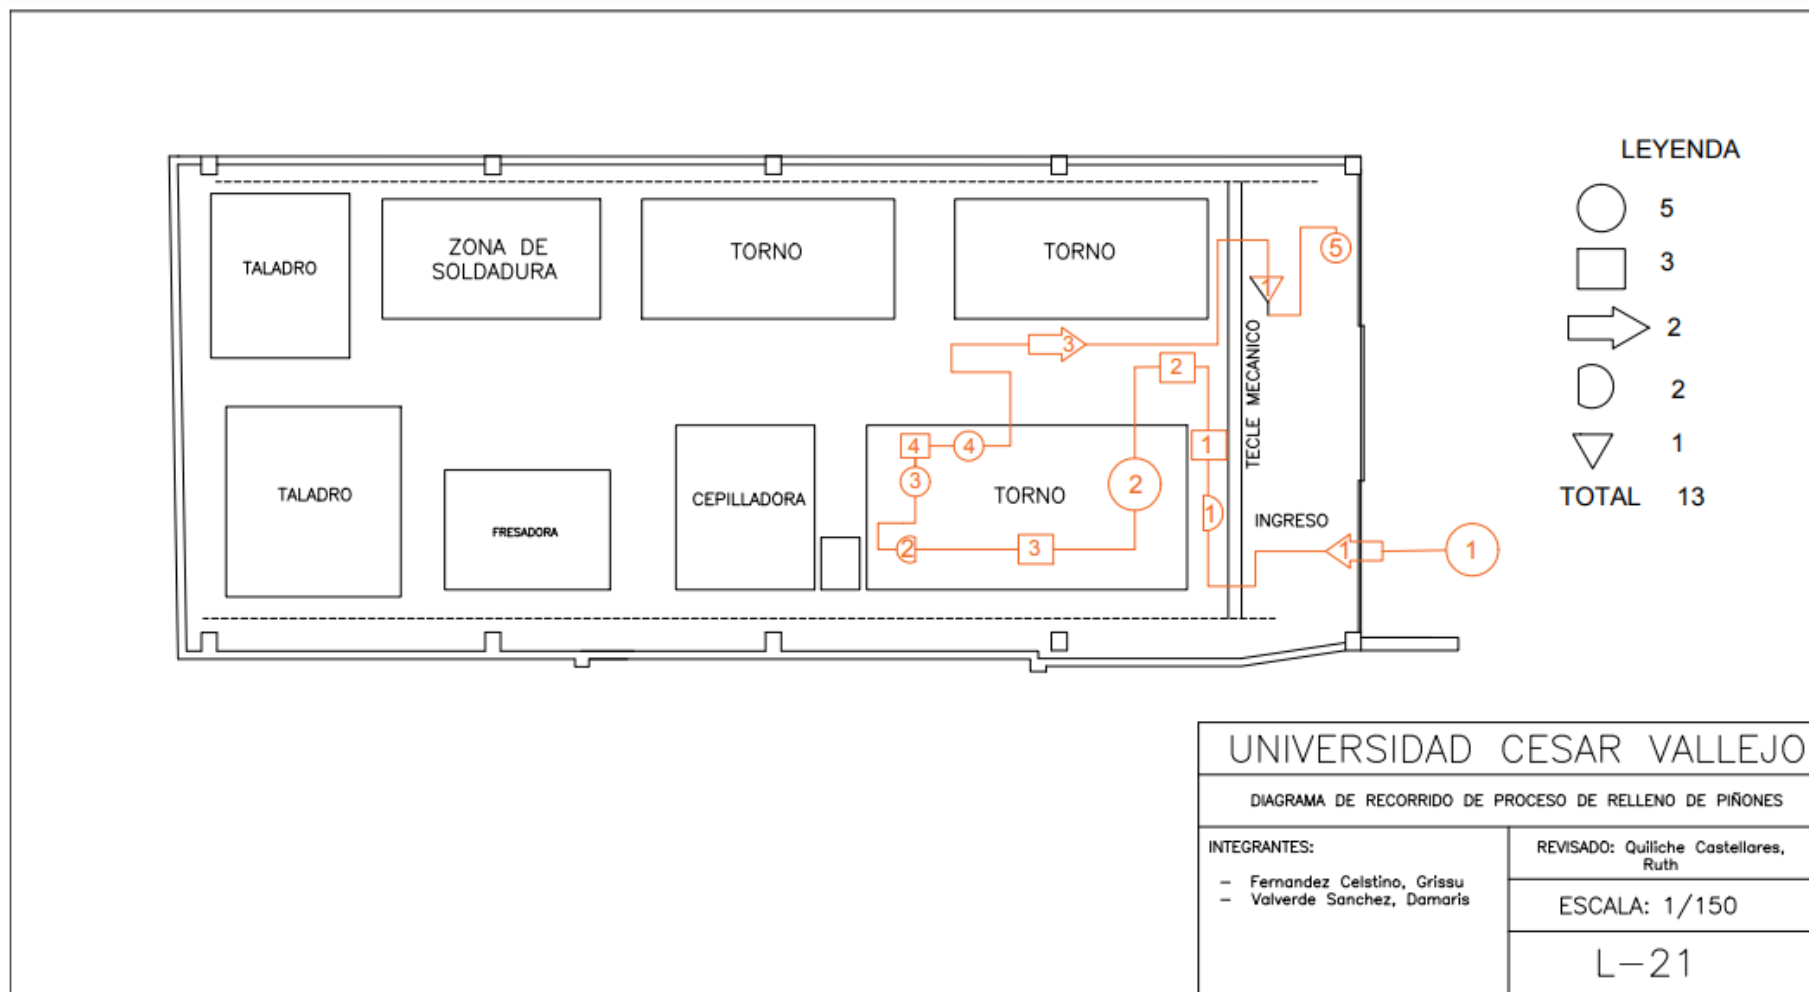 LEYENDA
5
3
2
2
1
TOTAL 13
TALADRO
ZONA DE
SOLDADURA
TORNO
TORNO
5
1
3
2
TECLE MECANICO
4
4
1
3
2
TALADRO
CEPILLADORA
TORNO
FRESADORA
1
INGRESO
2
3
1
1
UNIVERSIDAD CESAR VALLEJO
DIAGRAMA DE RECORRIDO DE PROCESO DE RELLENO DE PIÑONES
INTEGRANTES:
- Fernandez Celstino, Grissu
- Valverde Sanchez, Damaris
REVISADO: Quiliche Castellares,
Ruth
ESCALA: 1/150
L-21